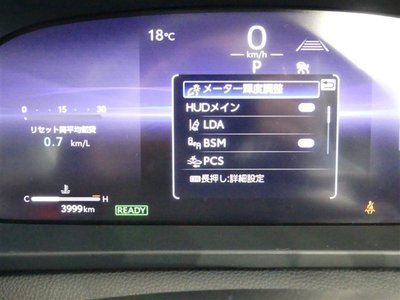 18℃
0
km/h
P
メーター輝度調整
HUDメイン
LDA
BSM
PCS
長押し:詳細設定
0 15 30
リセット間平均燃費
0.7 km/L
C H
3999km
READY